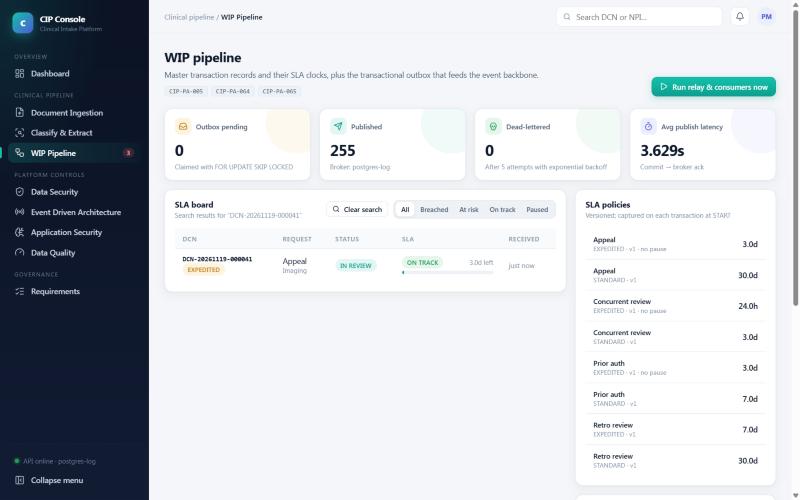 c
CIP Console
Clinical Intake Platform
OVERVIEW
Dashboard
CLINICAL PIPELINE
Document Ingestion
Classify & Extract
WIP Pipeline 3
PLATFORM CONTROLS
Data Security
Event Driven Architecture
Application Security
Data Quality
GOVERNANCE
Requirements
API online · postgres-log
Collapse menu
Clinical pipeline / WIP Pipeline
Search DCN or NPI...
PM
WIP pipeline
Master transaction records and their SLA clocks, plus the transactional outbox that feeds the event backbone.
CIP-PA-005 CIP-PA-064 CIP-PA-065
Run relay & consumers now
Outbox pending
0
Claimed with FOR UPDATE SKIP LOCKED
Published
255
Broker: postgres-log
Dead-lettered
0
After 5 attempts with exponential backoff
Avg publish latency
3.629s
Commit → broker ack
SLA board
Search results for "DCN-20261119-000041"
Clear search
All Breached At risk On track Paused
DCN REQUEST STATUS SLA RECEIVED
DCN-20261119-000041 Appeal IN REVIEW ON TRACK 3.0d left just now
EXPEDITED Imaging
SLA policies
Versioned; captured on each transaction at START
Appeal
EXPEDITED · v1 · no pause 3.0d
Appeal
STANDARD · v1 30.0d
Concurrent review
EXPEDITED · v1 · no pause 24.0h
Concurrent review
STANDARD · v1 3.0d
Prior auth
EXPEDITED · v1 · no pause 3.0d
Prior auth
STANDARD · v1 7.0d
Retro review
EXPEDITED · v1 7.0d
Retro review
STANDARD · v1 30.0d